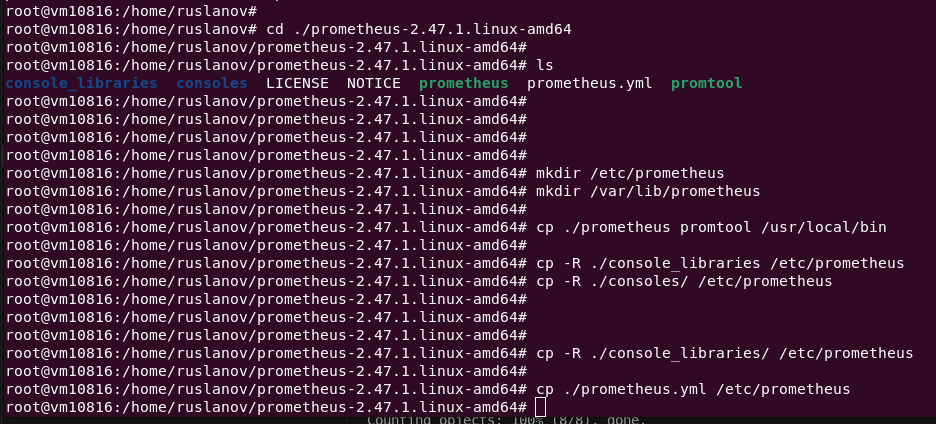 root@vm10816:/home/ruslanov#
root@vm10816:/home/ruslanov# cd ./prometheus-2.47.1.linux-amd64
root@vm10816:/home/ruslanov/prometheus-2.47.1.linux-amd64#
root@vm10816:/home/ruslanov/prometheus-2.47.1.linux-amd64# ls
console_libraries  consoles  LICENSE  NOTICE  prometheus  prometheus.yml  promtool
root@vm10816:/home/ruslanov/prometheus-2.47.1.linux-amd64#
root@vm10816:/home/ruslanov/prometheus-2.47.1.linux-amd64#
root@vm10816:/home/ruslanov/prometheus-2.47.1.linux-amd64#
root@vm10816:/home/ruslanov/prometheus-2.47.1.linux-amd64#
root@vm10816:/home/ruslanov/prometheus-2.47.1.linux-amd64# mkdir /etc/prometheus
root@vm10816:/home/ruslanov/prometheus-2.47.1.linux-amd64# mkdir /var/lib/prometheus
root@vm10816:/home/ruslanov/prometheus-2.47.1.linux-amd64#
root@vm10816:/home/ruslanov/prometheus-2.47.1.linux-amd64# cp ./prometheus promtool /usr/local/bin
root@vm10816:/home/ruslanov/prometheus-2.47.1.linux-amd64#
root@vm10816:/home/ruslanov/prometheus-2.47.1.linux-amd64# cp -R ./console_libraries /etc/prometheus
root@vm10816:/home/ruslanov/prometheus-2.47.1.linux-amd64# cp -R ./consoles/ /etc/prometheus
root@vm10816:/home/ruslanov/prometheus-2.47.1.linux-amd64#
root@vm10816:/home/ruslanov/prometheus-2.47.1.linux-amd64#
root@vm10816:/home/ruslanov/prometheus-2.47.1.linux-amd64#
root@vm10816:/home/ruslanov/prometheus-2.47.1.linux-amd64# cp -R ./console_libraries/ /etc/prometheus
root@vm10816:/home/ruslanov/prometheus-2.47.1.linux-amd64#
root@vm10816:/home/ruslanov/prometheus-2.47.1.linux-amd64# cp ./prometheus.yml /etc/prometheus
root@vm10816:/home/ruslanov/prometheus-2.47.1.linux-amd64#
Counting objects: 100% (8/8), done.